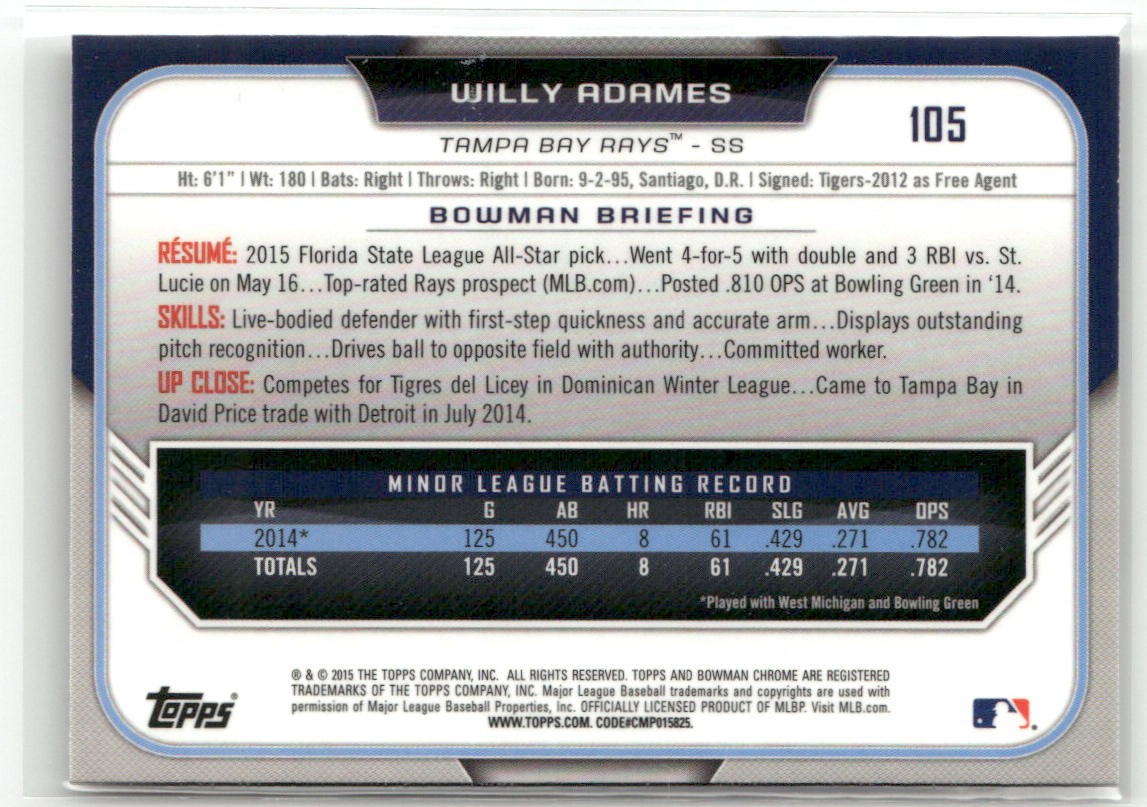 WILLY ADAMES
105
TAMPA BAY RAYS™ - SS
Ht: 6'1" | Wt: 180 | Bats: Right | Throws: Right | Born: 9-2-95, Santiago, D.R. | Signed: Tigers-2012 as Free Agent
BOWMAN BRIEFING
RÉSUMÉ: 2015 Florida State League All-Star pick...Went 4-for-5 with double and 3 RBI vs. St.
Lucie on May 16...Top-rated Rays prospect (MLB.com)...Posted .810 OPS at Bowling Green in '14.
SKILLS: Live-bodied defender with first-step quickness and accurate arm...Displays outstanding
pitch recognition...Drives ball to opposite field with authority...Committed worker.
UP CLOSE: Competes for Tigres del Licey in Dominican Winter League...Came to Tampa Bay in
David Price trade with Detroit in July 2014.
MINOR LEAGUE BATTING RECORD
YR G AB HR RBI SLG AVG OPS
2014* 125 450 8 61 .429 .271 .782
TOTALS 125 450 8 61 .429 .271 .782
*Played with West Michigan and Bowling Green
® & © 2015 THE TOPPS COMPANY, INC. ALL RIGHTS RESERVED. TOPPS AND BOWMAN CHROME ARE REGISTERED
TRADEMARKS OF THE TOPPS COMPANY, INC. Major League Baseball trademarks and copyrights are used with
permission of Major League Baseball Properties, Inc. OFFICIALLY LICENSED PRODUCT OF MLBP. Visit MLB.com.
WWW.TOPPS.COM. CODE#CMP015825.
topps®